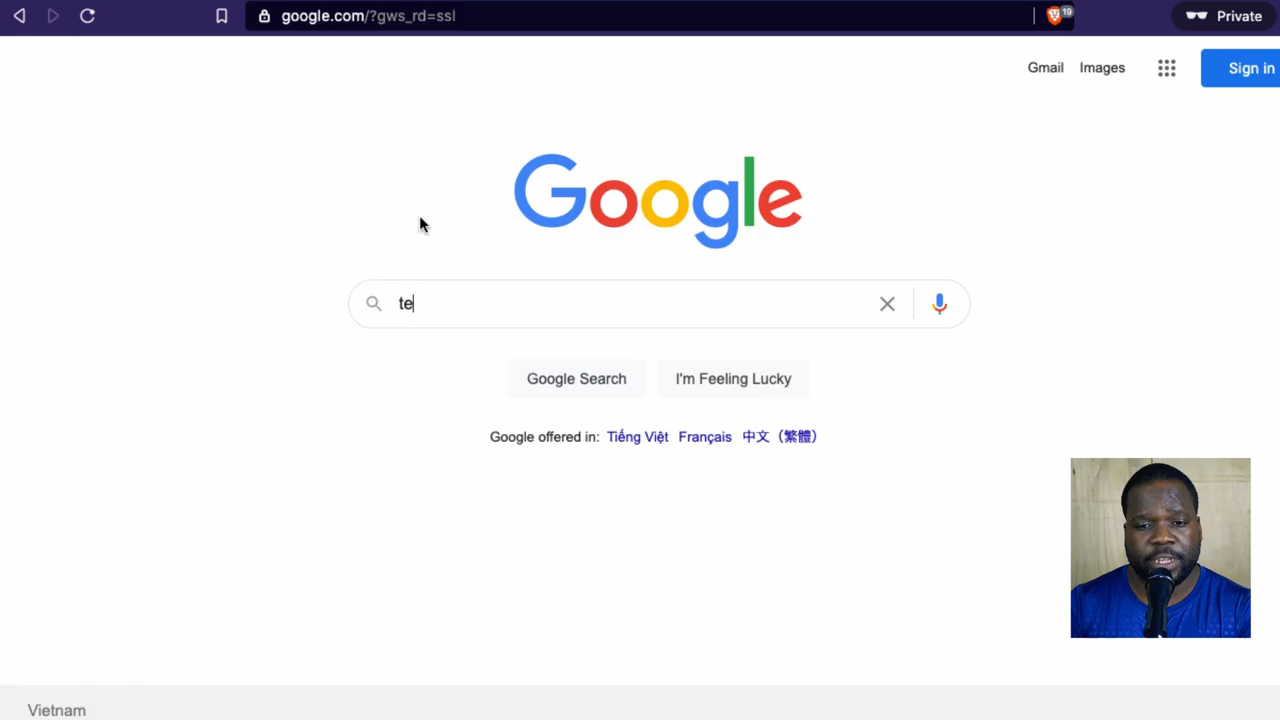 google.com/?gws_rd=ssl
19
Private
Gmail Images
Sign in
Google
te
Google Search I'm Feeling Lucky
Google offered in: Tiếng Việt Français 中文（繁體）
Vietnam